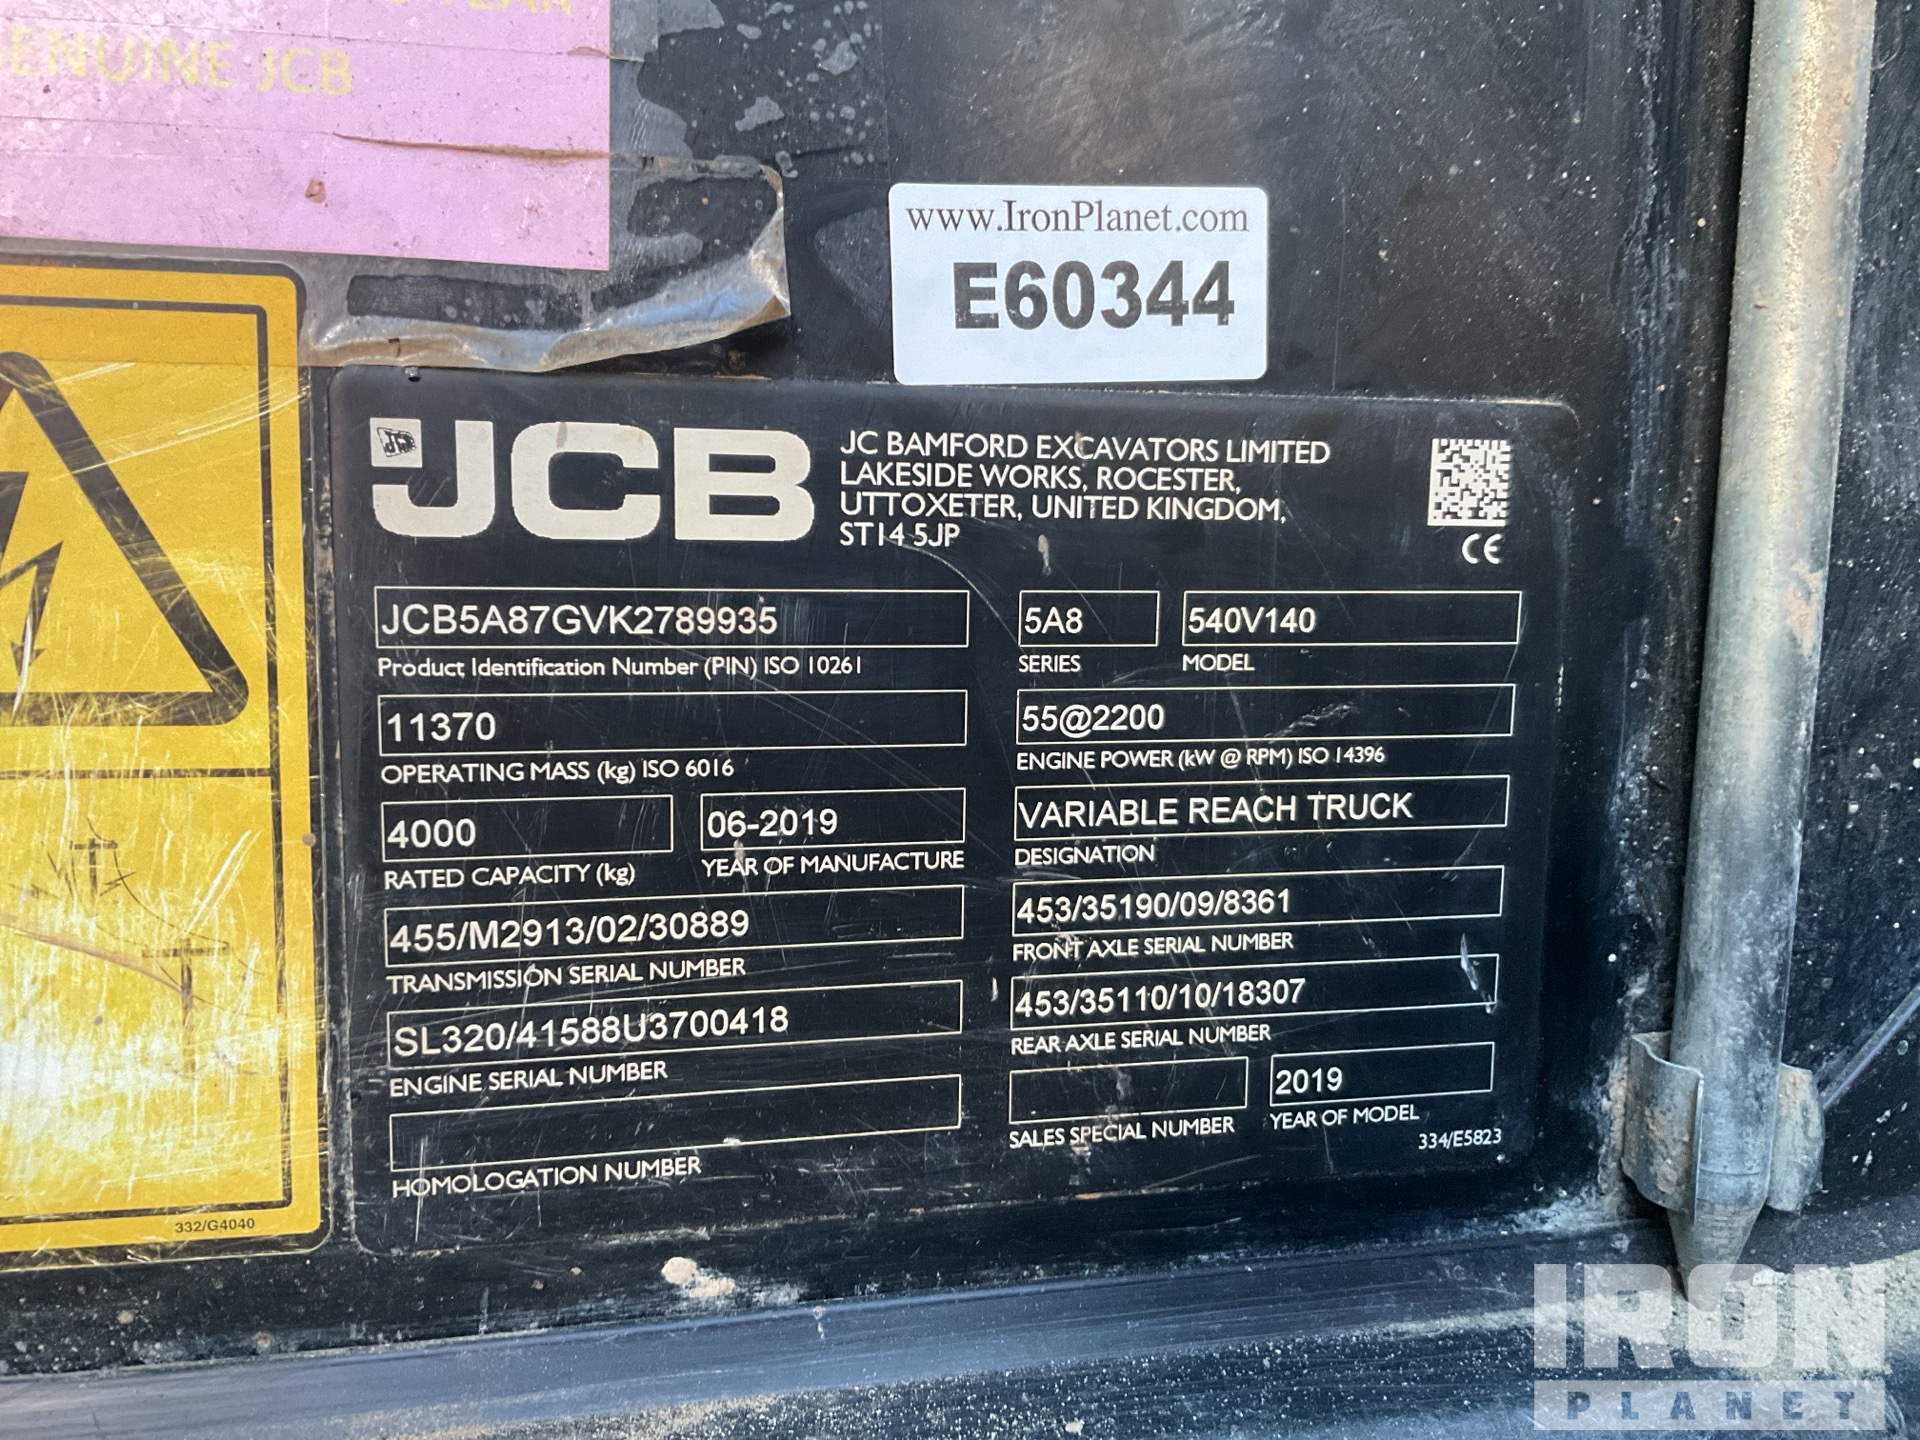 GENUINE JCB
www.IronPlanet.com
E60344
JCB
JC BAMFORD EXCAVATORS LIMITED
LAKESIDE WORKS, ROCESTER,
UTTOXETER, UNITED KINGDOM,
ST14 5JP
CE
JCB5A87GVK2789935
Product Identification Number (PIN) ISO 10261
5A8
SERIES
540V140
MODEL
11370
OPERATING MASS (kg) ISO 6016
55@2200
ENGINE POWER (kW @ RPM) ISO 14396
4000
RATED CAPACITY (kg)
06-2019
YEAR OF MANUFACTURE
VARIABLE REACH TRUCK
DESIGNATION
455/M2913/02/30889
TRANSMISSION SERIAL NUMBER
453/35190/09/8361
FRONT AXLE SERIAL NUMBER
SL320/41588U3700418
ENGINE SERIAL NUMBER
453/35110/10/18307
REAR AXLE SERIAL NUMBER
HOMOLOGATION NUMBER
SALES SPECIAL NUMBER
2019
YEAR OF MODEL
334/E5823
332/G4040
IRON
PLANET